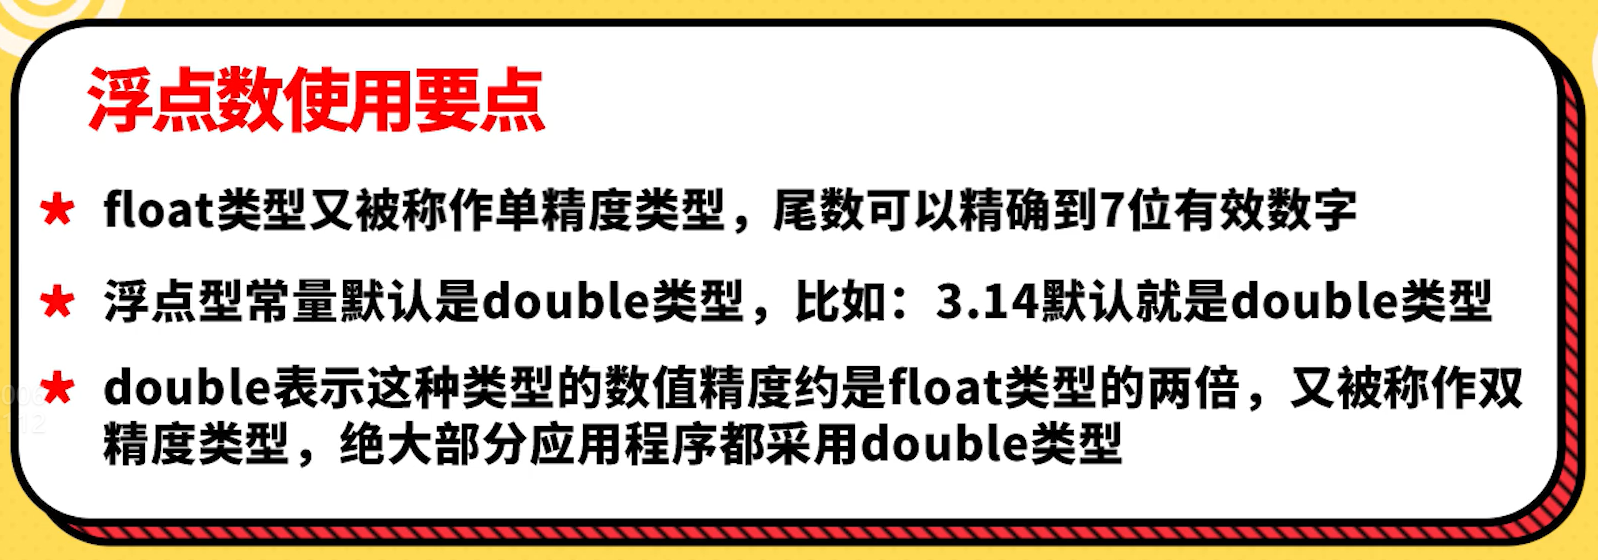 浮点数使用要点
* float类型又被称作单精度类型，尾数可以精确到7位有效数字
* 浮点型常量默认是double类型，比如：3.14默认就是double类型
* double表示这种类型的数值精度约是float类型的两倍，又被称作双
精度类型，绝大部分应用程序都采用double类型